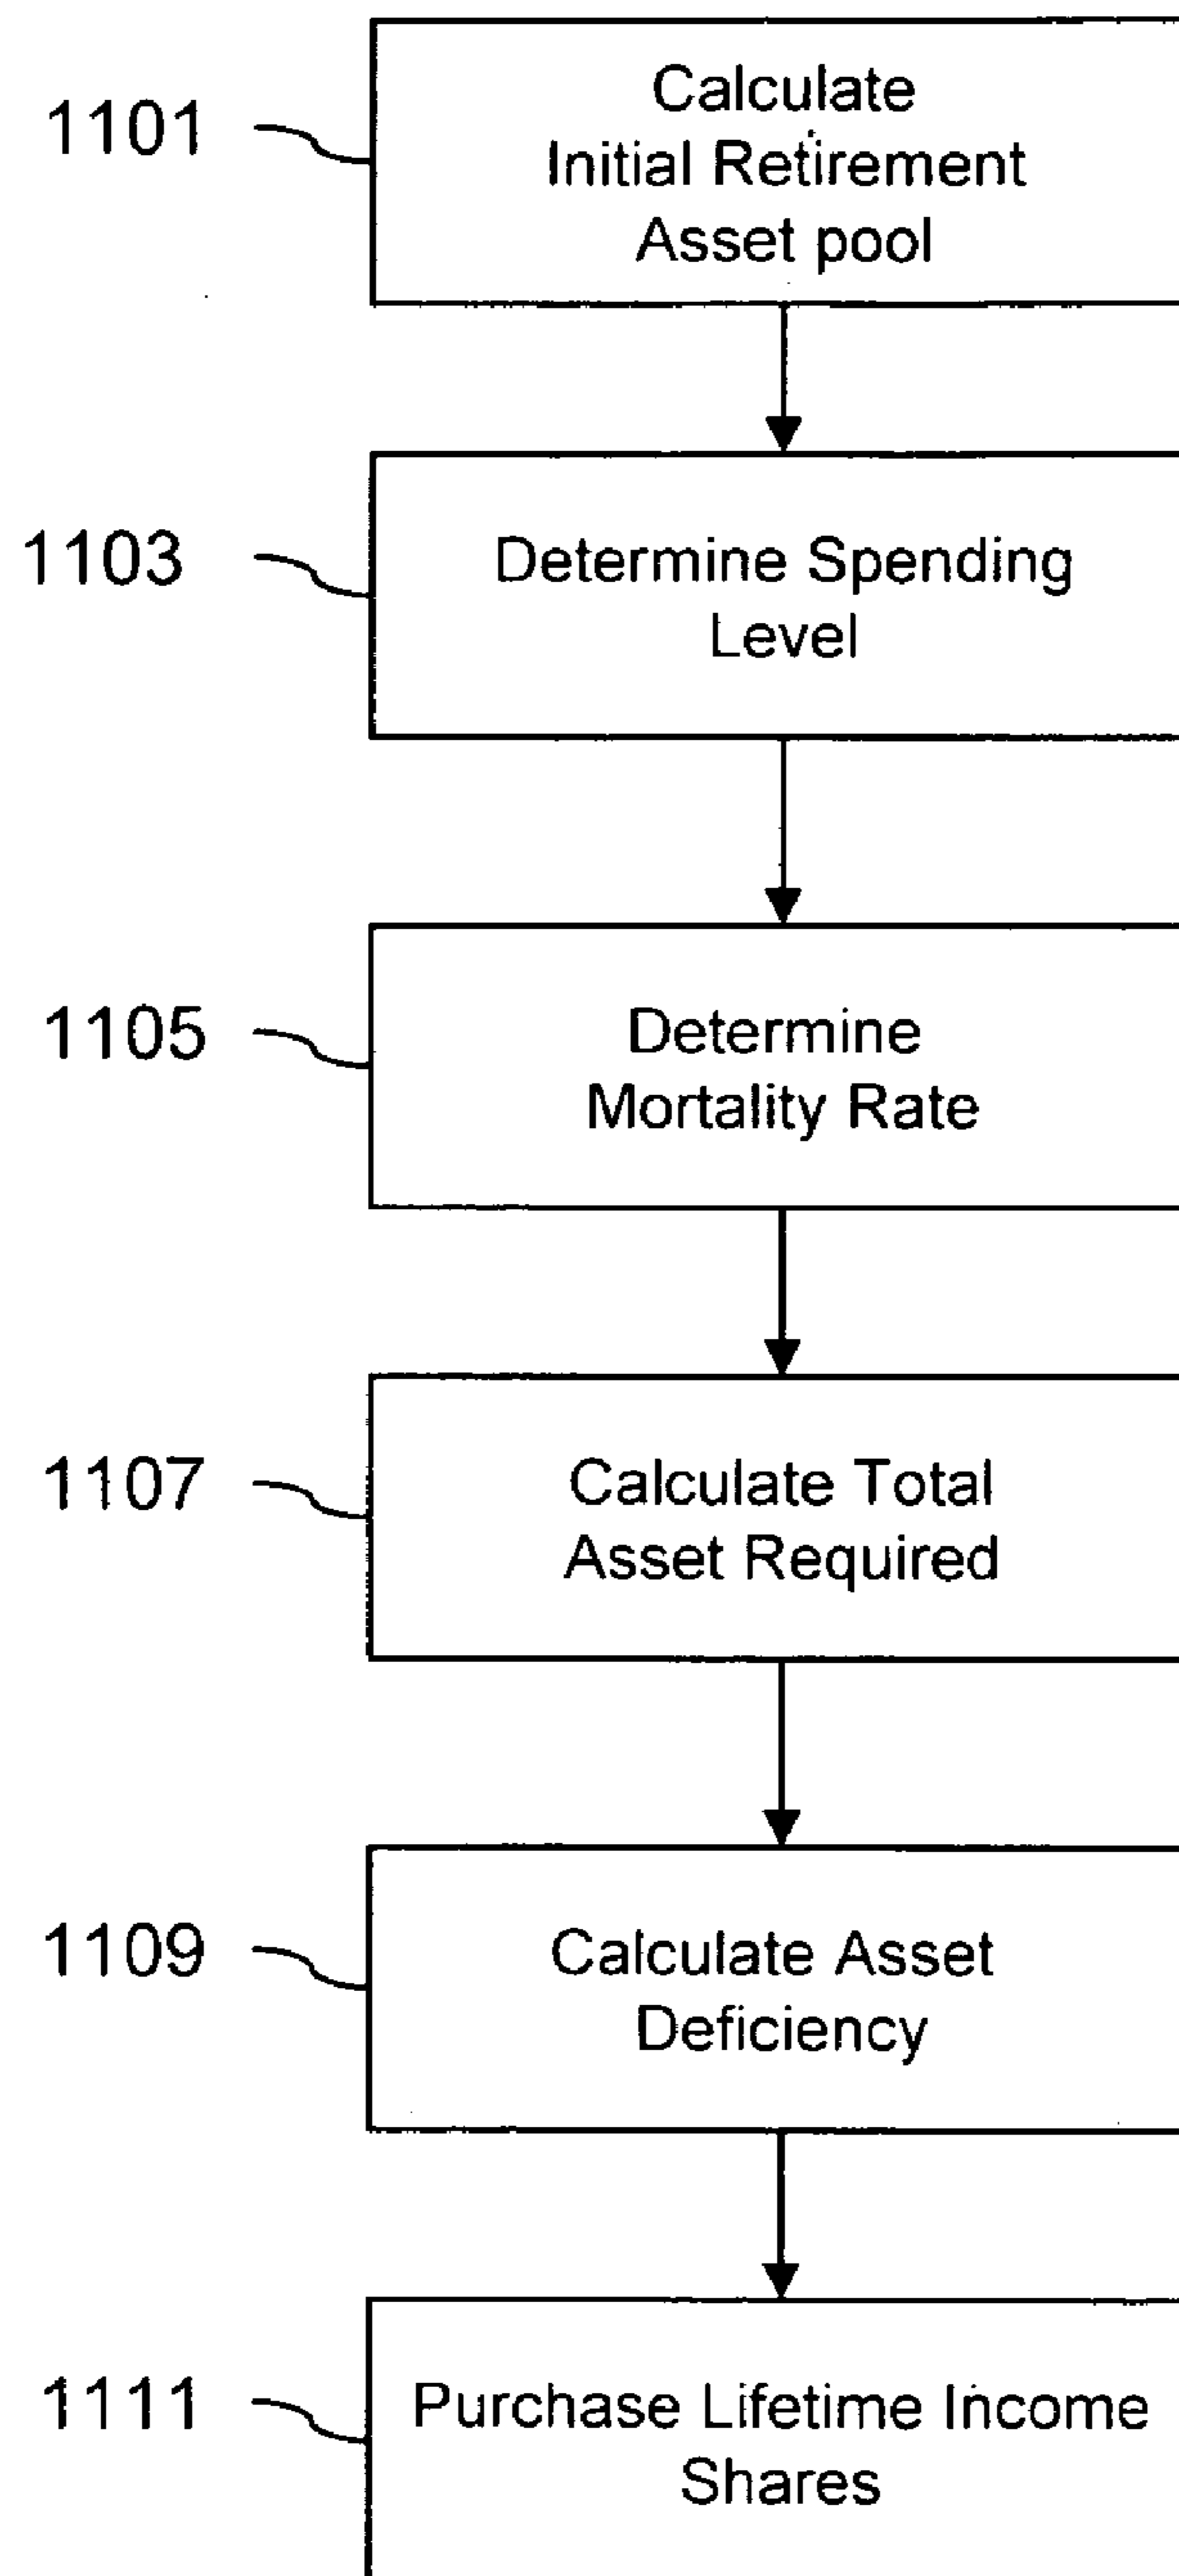 1101
Calculate
Initial Retirement
Asset pool
1103
Determine Spending
Level
1105
Determine
Mortality Rate
1107
Calculate Total
Asset Required
1109
Calculate Asset
Deficiency
1111
Purchase Lifetime Income
Shares